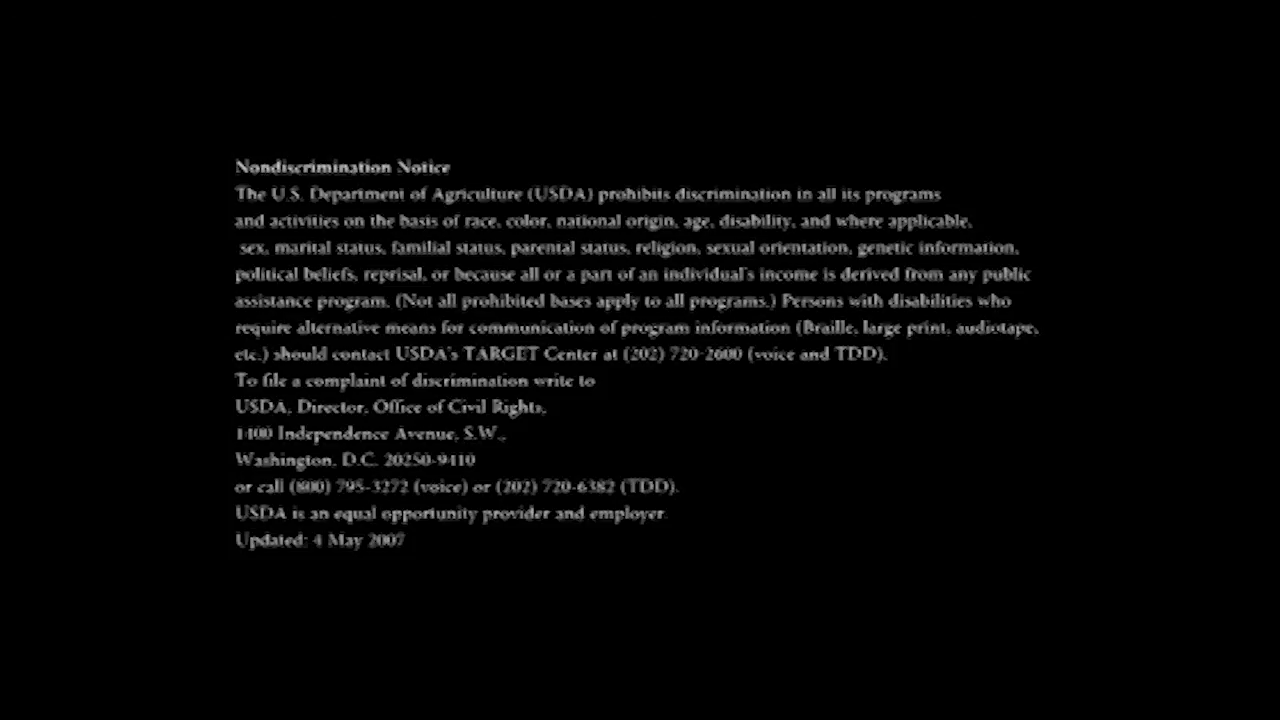 Nondiscrimination Notice
The U.S. Department of Agriculture (USDA) prohibits discrimination in all its programs
and activities on the basis of race, color, national origin, age, disability, and where applicable,
sex, marital status, familial status, parental status, religion, sexual orientation, genetic information,
political beliefs, reprisal, or because all or a part of an individual's income is derived from any public
assistance program. (Not all prohibited bases apply to all programs.) Persons with disabilities who
require alternative means for communication of program information (Braille, large print, audiotape,
etc.) should contact USDA's TARGET Center at (202) 720-2600 (voice and TDD).
To file a complaint of discrimination write to
USDA, Director, Office of Civil Rights,
1400 Independence Avenue, S.W.,
Washington, D.C. 20250-9410
or call (800) 795-3272 (voice) or (202) 720-6382 (TDD).
USDA is an equal opportunity provider and employer.
Updated: 4 May 2007